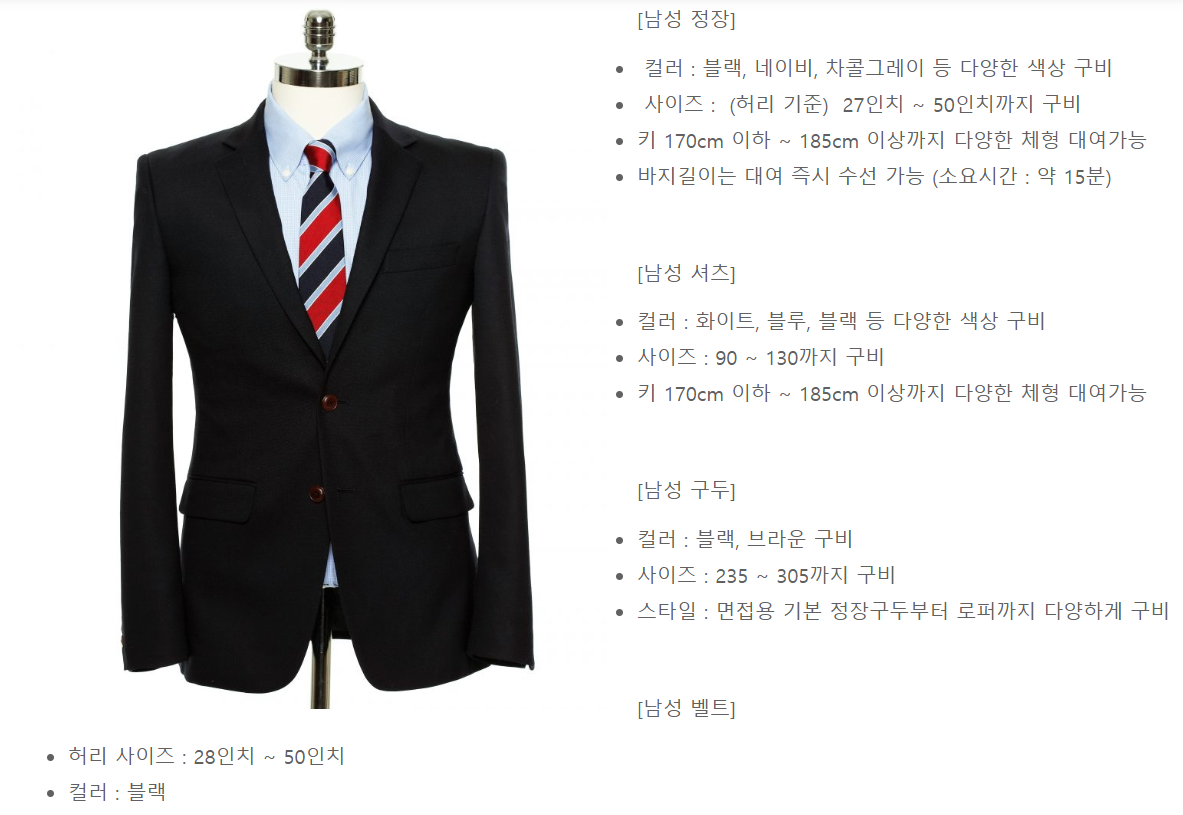 [남성 정장]
컬러 : 블랙, 네이비, 차콜그레이 등 다양한 색상 구비
사이즈 : (허리 기준) 27인치 ~ 50인치까지 구비
키 170cm 이하 ~ 185cm 이상까지 다양한 체형 대여가능
바지길이는 대여 즉시 수선 가능 (소요시간 : 약 15분)
[남성 셔츠]
컬러 : 화이트, 블루, 블랙 등 다양한 색상 구비
사이즈 : 90 ~ 130까지 구비
키 170cm 이하 ~ 185cm 이상까지 다양한 체형 대여가능
[남성 구두]
컬러 : 블랙, 브라운 구비
사이즈 : 235 ~ 305까지 구비
스타일 : 면접용 기본 정장구두부터 로퍼까지 다양하게 구비
[남성 벨트]
허리 사이즈 : 28인치 ~ 50인치
컬러 : 블랙